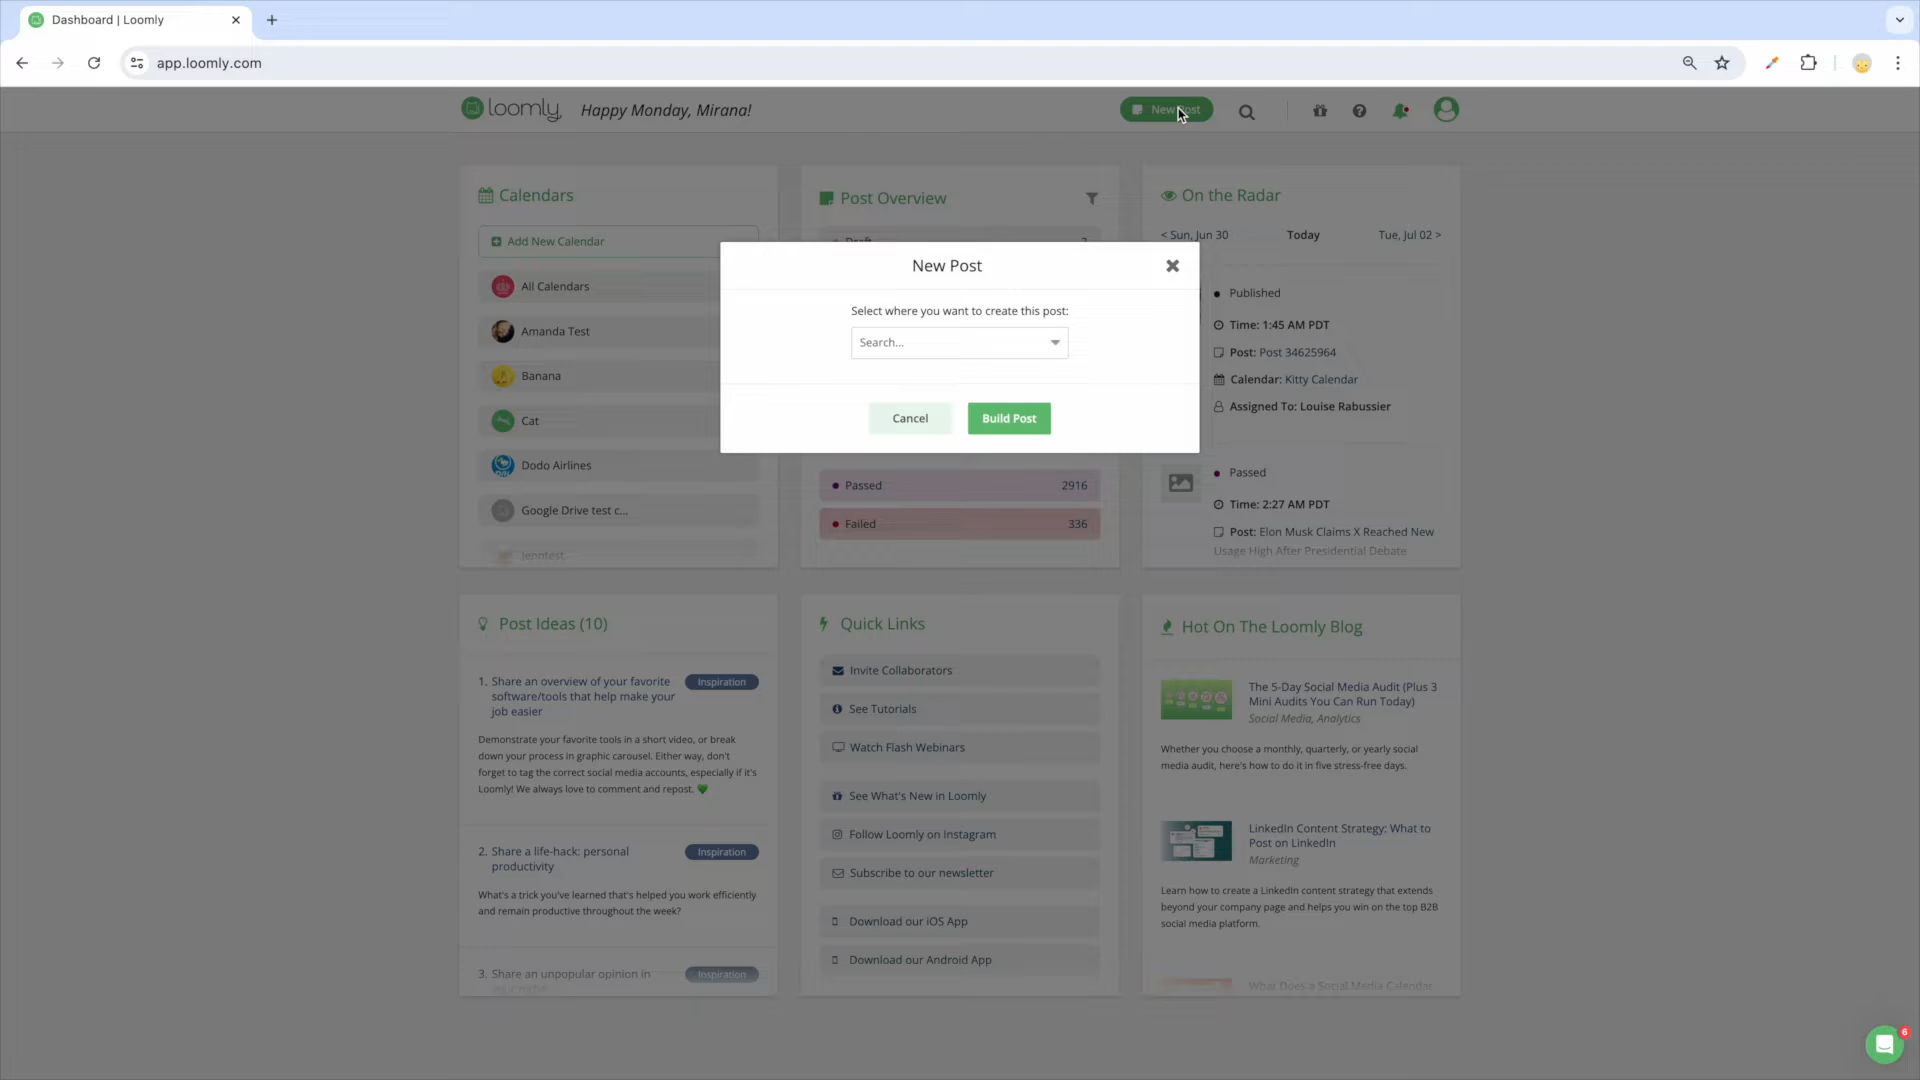 Dashboard | Loomly
app.loomly.com
loomly
Happy Monday, Mirana!
New Post
Calendars
Add New Calendar
All Calendars
Amanda Test
Banana
Cat
Dodo Airlines
Google Drive test c...
Jenntest
Post Overview
Draft
New Post
Select where you want to create this post:
Search...
Cancel
Build Post
Passed 2916
Failed 336
On the Radar
< Sun, Jun 30 Today Tue, Jul 02 >
Published
Time: 1:45 AM PDT
Post: Post 34625964
Calendar: Kitty Calendar
Assigned To: Louise Rabussier
Passed
Time: 2:27 AM PDT
Post: Elon Musk Claims X Reached New
Usage High After Presidential Debate
Post Ideas (10)
1. Share an overview of your favorite
software/tools that help make your
job easier
Inspiration
Demonstrate your favorite tools in a short video, or break
down your process in graphic carousel. Either way, don't
forget to tag the correct social media accounts, especially if it's
Loomly! We always love to comment and repost. 💚
2. Share a life-hack: personal
productivity
Inspiration
What's a trick you've learned that's helped you work efficiently
and remain productive throughout the week?
3. Share an unpopular opinion in
Inspiration
Quick Links
Invite Collaborators
See Tutorials
Watch Flash Webinars
See What's New in Loomly
Follow Loomly on Instagram
Subscribe to our newsletter
Download our iOS App
Download our Android App
Hot On The Loomly Blog
The 5-Day Social Media Audit (Plus 3
Mini Audits You Can Run Today)
Social Media, Analytics
Whether you choose a monthly, quarterly, or yearly social
media audit, here's how to do it in five stress-free days.
LinkedIn Content Strategy: What to
Post on LinkedIn
Marketing
Learn how to create a LinkedIn content strategy that extends
beyond your company page and helps you win on the top B2B
social media platform.
What Does a Social Media Calendar
6